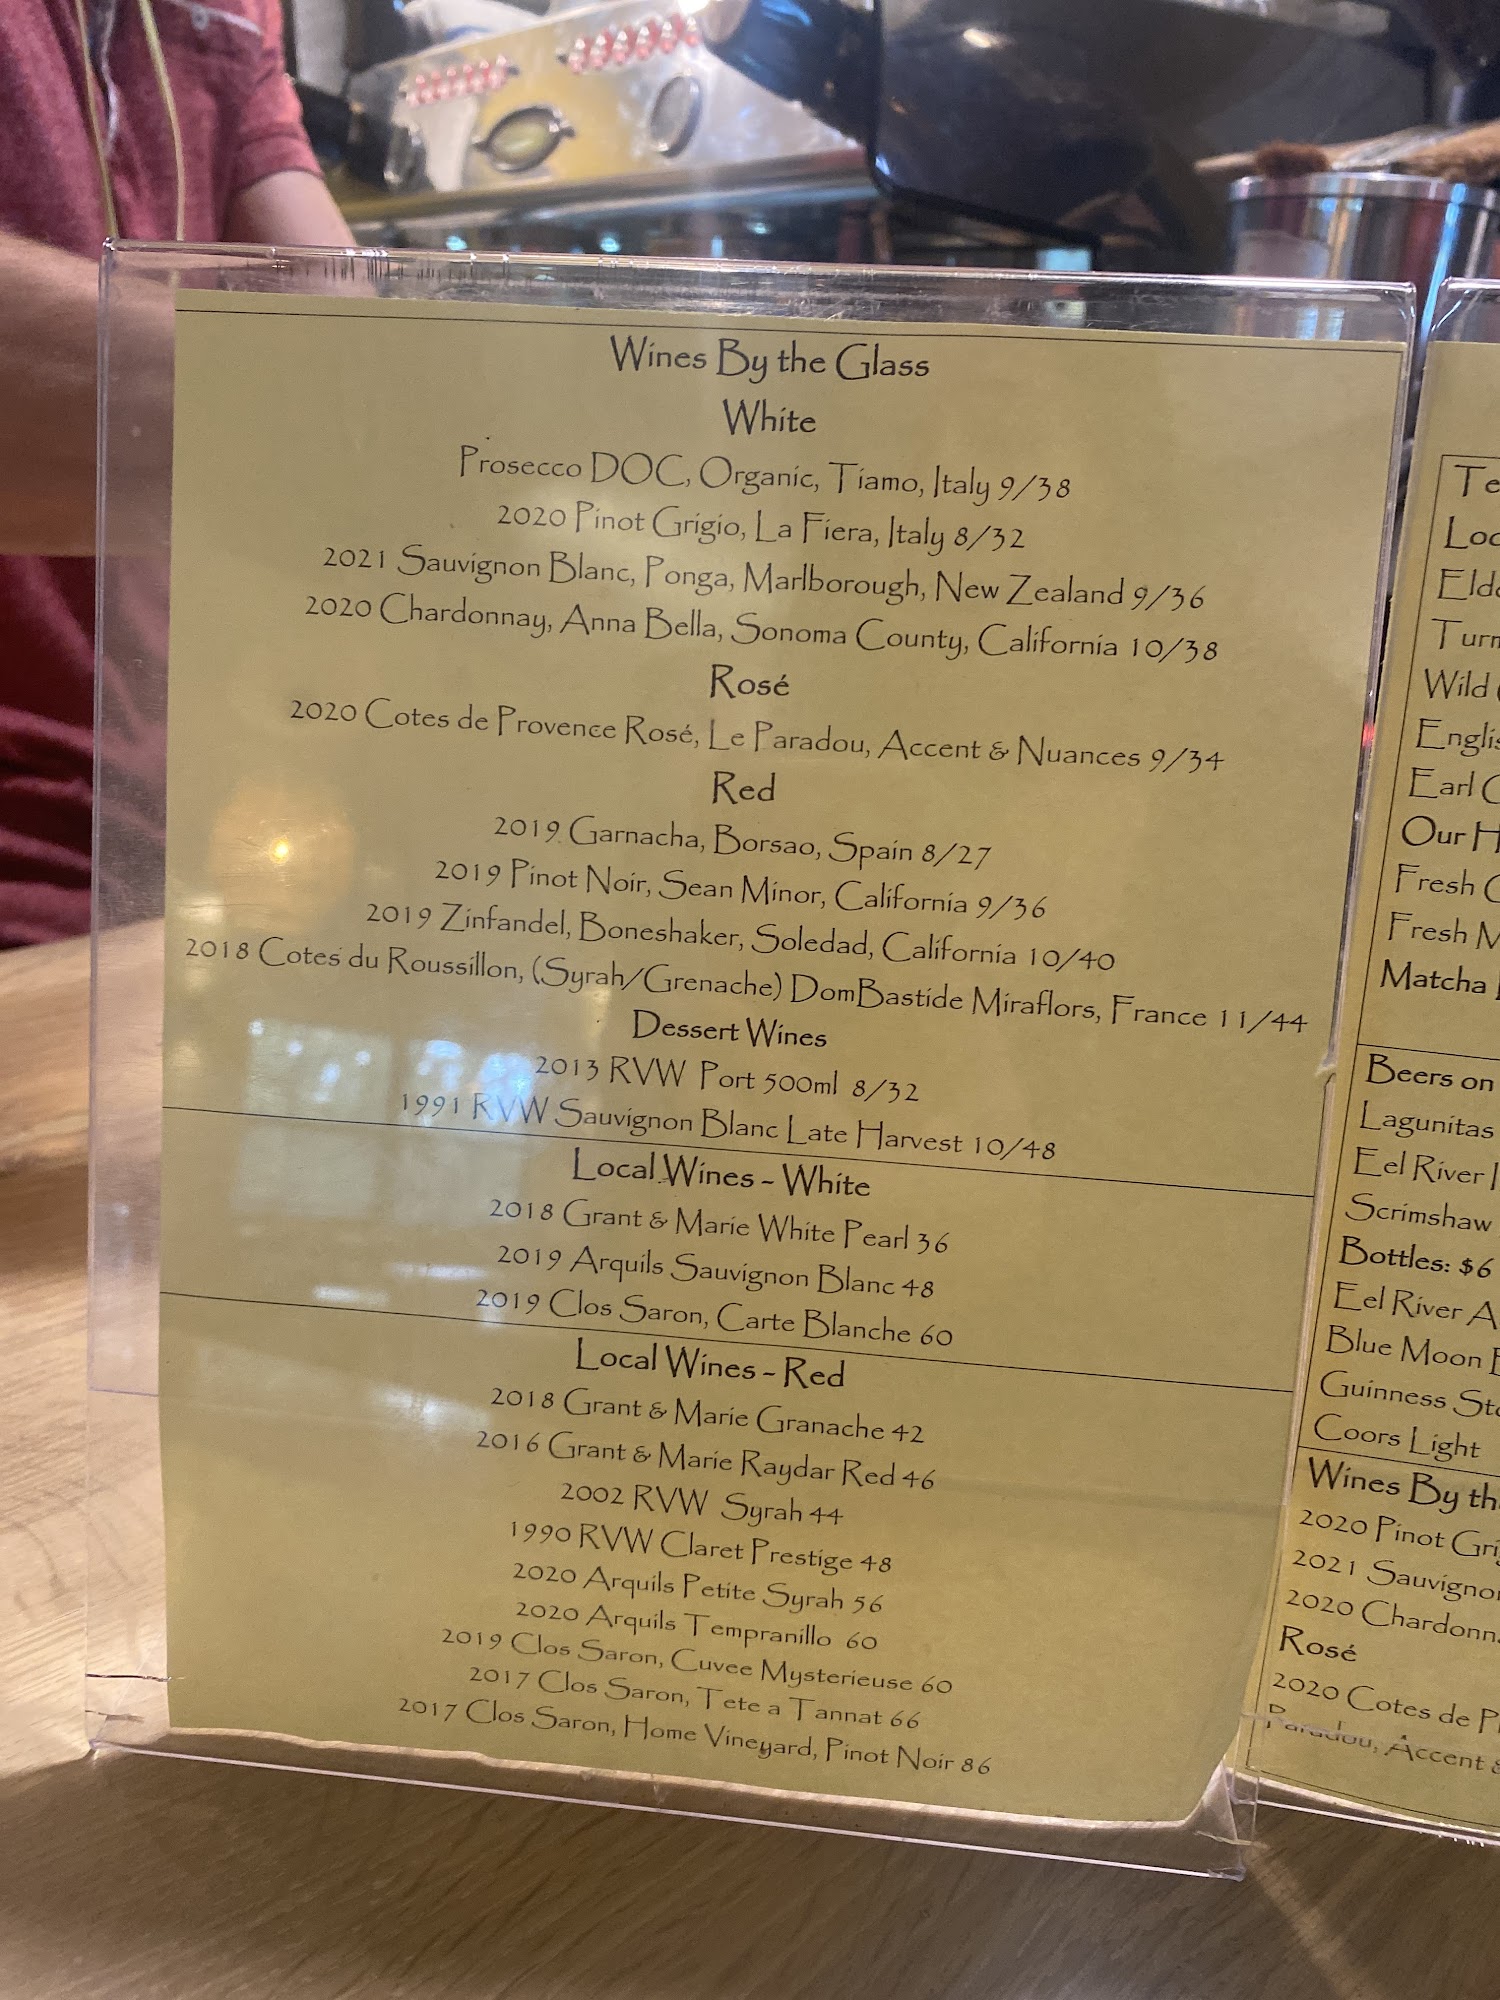 Wines By the Glass
White
Prosecco DOC, Organic, Tiamo, Italy 9/38
2020 Pinot Grigio, La Fiera, Italy 8/32
2021 Sauvignon Blanc, Ponga, Marlborough, New Zealand 9/36
2020 Chardonnay, Anna Bella, Sonoma County, California 10/38
Rosé
2020 Cotes de Provence Rosé, Le Paradou, Accent & Nuances 9/34
Red
2019 Garnacha, Borsao, Spain 8/27
2019 Pinot Noir, Sean Minor, California 9/36
2019 Zinfandel, Boneshaker, Soledad, California 10/40
2018 Cotes du Roussillon, (Syrah/Grenache) DomBastide Miraflors, France 11/44
Dessert Wines
2013 RVW Port 500ml 8/32
1991 RVW Sauvignon Blanc Late Harvest 10/48
Local Wines - White
2018 Grant & Marie White Pearl 36
2019 Arquils Sauvignon Blanc 48
2019 Clos Saron, Carte Blanche 60
Local Wines - Red
2018 Grant & Marie Granache 42
2016 Grant & Marie Raydar Red 46
2002 RVW Syrah 44
1990 RVW Claret Prestige 48
2020 Arquils Petite Syrah 56
2020 Arquils Tempranillo 60
2019 Clos Saron, Cuvee Mysterieuse 60
2017 Clos Saron, Tete a Tannat 66
2017 Clos Saron, Home Vineyard, Pinot Noir 86
Wild
Earl
Our
Fresh
Fresh
Matcha
Beers on
Lagunitas
Eel River
Scrimshaw
Bottles: $6
Eel River
Blue Moon
Guinness
Coors Light
Wines By
2020 Pinot
2021
2020
Rosé
2020 Cotes de
Paradou, Accent